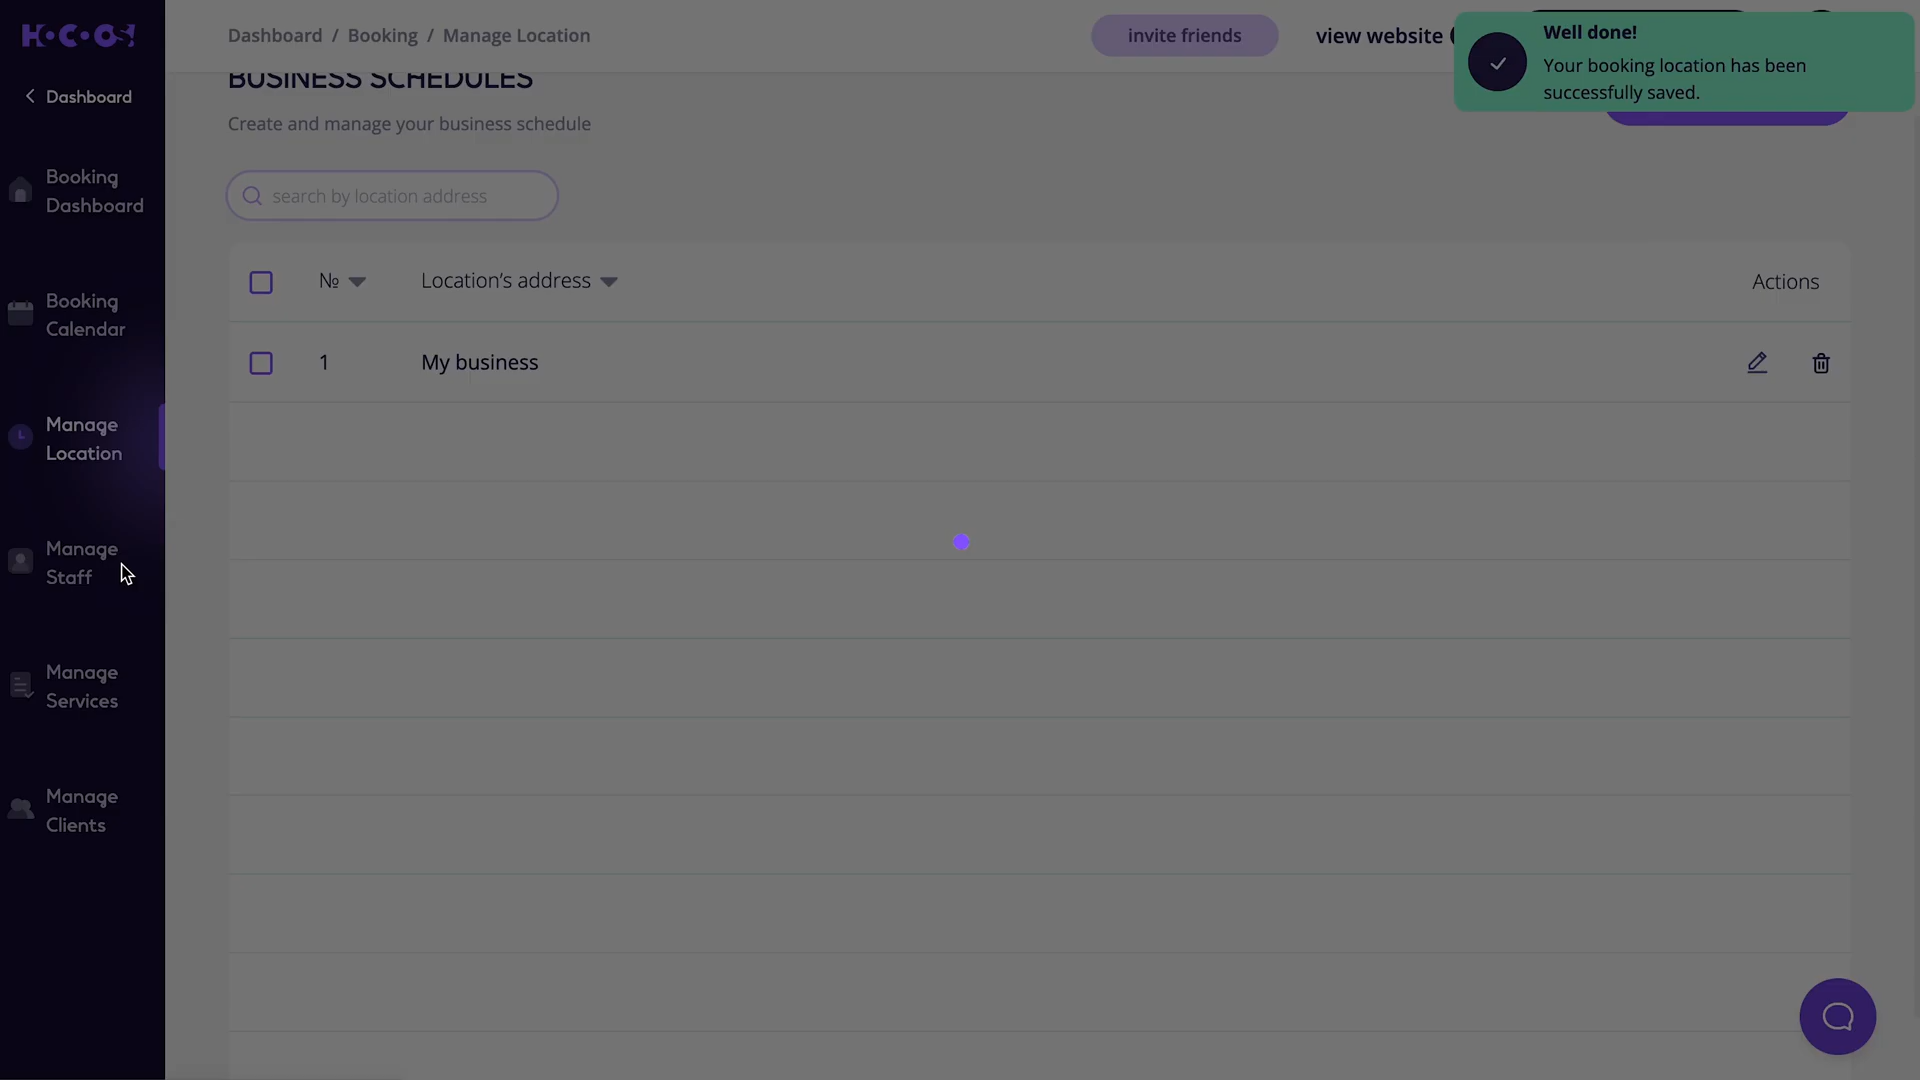 HOCOOS
Dashboard
Booking
Dashboard
Booking
Calendar
Manage
Location
Manage
Staff
Manage
Services
Manage
Clients
Dashboard / Booking / Manage Location
invite friends
view website
Well done!
Your booking location has been
successfully saved.
BUSINESS SCHEDULES
Create and manage your business schedule
search by location address
№ Location's address Actions
1 My business